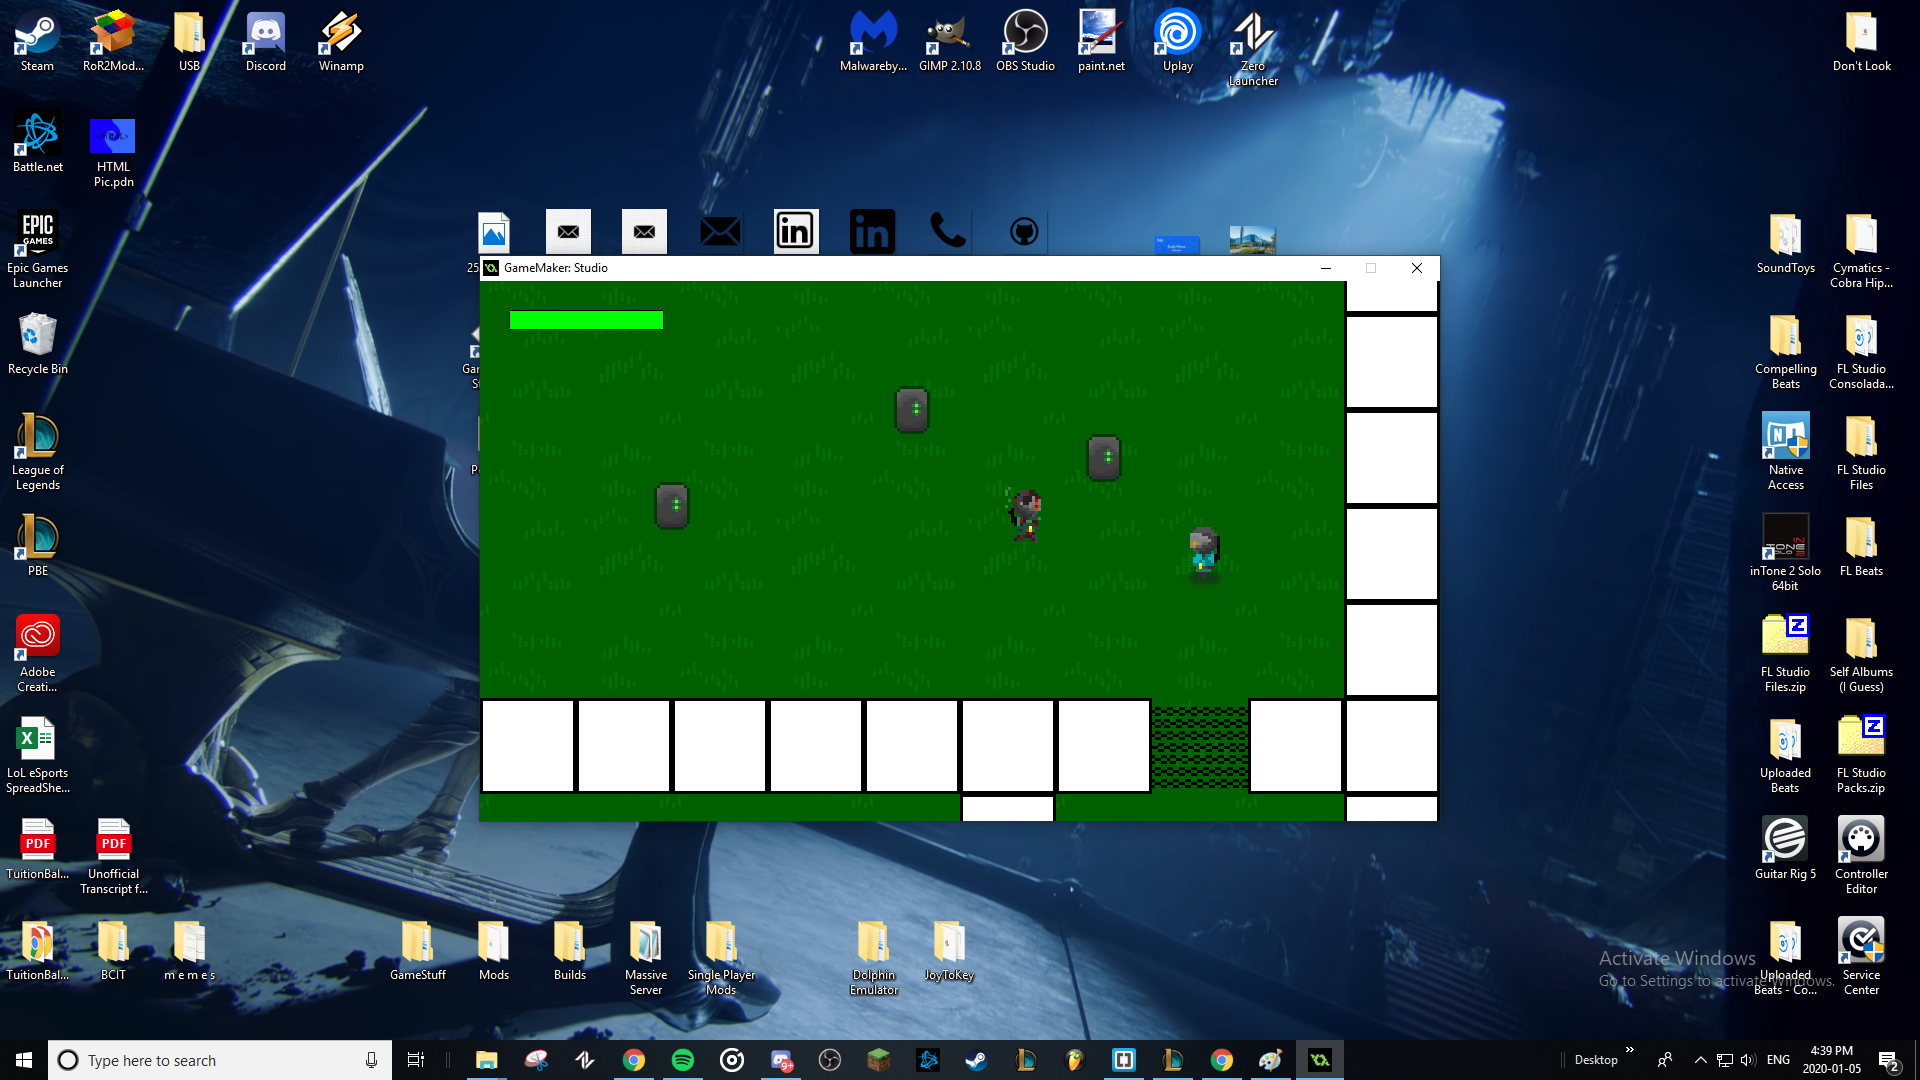 Steam
RoR2Mod...
USB
Discord
Winamp
Malwareby...
GIMP 2.10.8
OBS Studio
paint.net
Uplay
Zero
Launcher
Don't Look
Battle.net
HTML
Pic.pdn
EPIC
GAMES
Epic Games
Launcher
25
GameMaker: Studio
SoundToys
Cymatics -
Cobra Hip...
Recycle Bin
Compelling
Beats
FL Studio
Consolada...
League of
Legends
Native
Access
FL Studio
Files
PBE
inTone 2 Solo
64bit
FL Beats
Adobe
Creati...
FL Studio
Files.zip
Self Albums
(I Guess)
LoL eSports
SpreadShe...
Uploaded
Beats
FL Studio
Packs.zip
PDF
TuitionBal...
PDF
Unofficial
Transcript f...
Guitar Rig 5
Controller
Editor
TuitionBal...
BCIT
m e m e s
GameStuff
Mods
Builds
Massive
Server
Single Player
Mods
Dolphin
Emulator
JoyToKey
Activate Windows
Go to Settings to activate Windows.
Uploaded
Beats - Co...
Service
Center
Type here to search
9+
Desktop
ENG
4:39 PM
2020-01-05
2